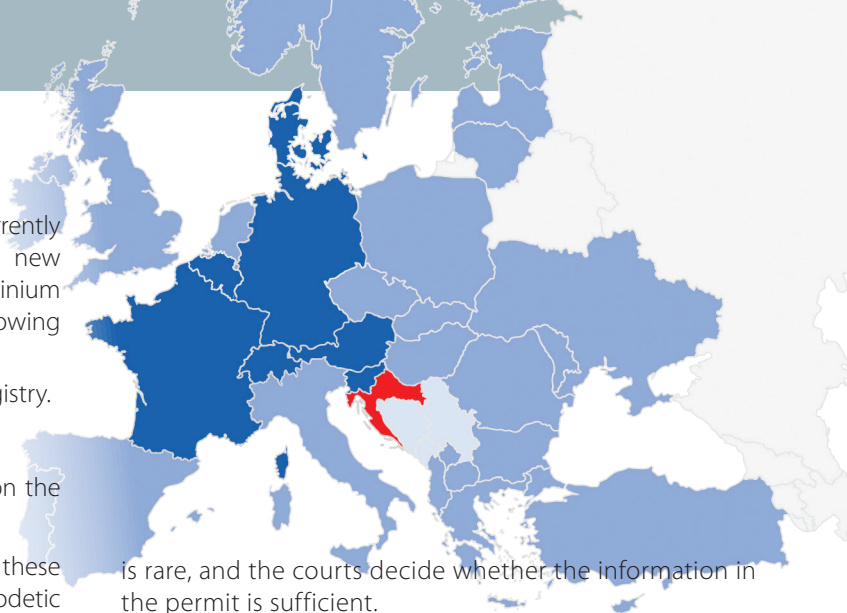 rently
new
inium
owing
istry.
on the
these
odetic
is rare, and the courts decide whether the information in
the permit is sufficient.